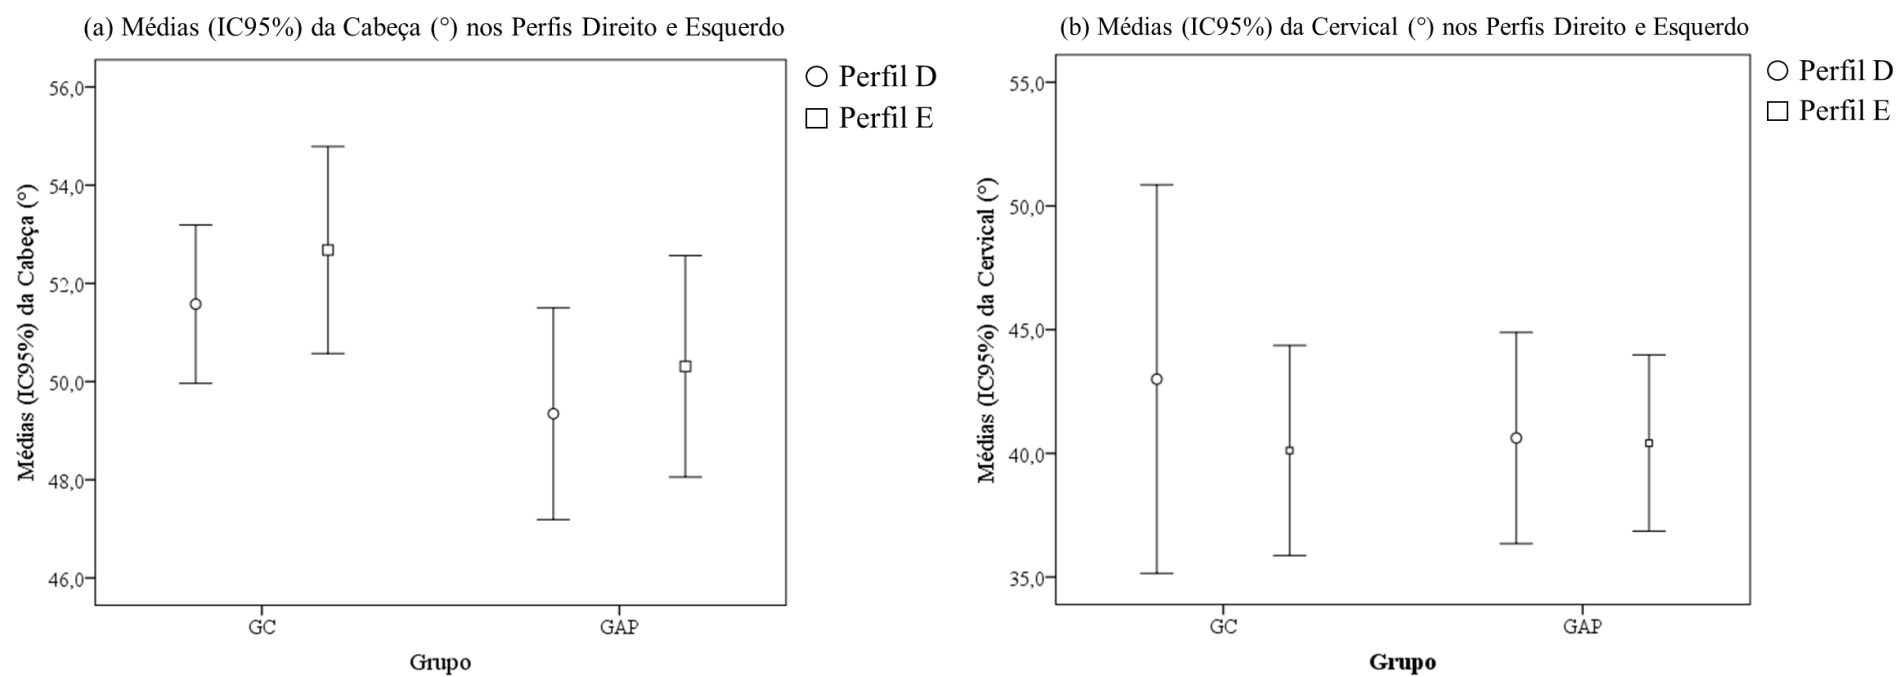 (a) Médias (IC95%) da Cabeça (°) nos Perfis Direito e Esquerdo
Perfil D
Perfil E
Médias (IC95%) da Cabeça (°)
56,0
54,0
52,0
50,0
48,0
46,0
GC
GAP
Grupo
(b) Médias (IC95%) da Cervical (°) nos Perfis Direito e Esquerdo
Perfil D
Perfil E
Médias (IC95%) da Cervical (°)
55,0
50,0
45,0
40,0
35,0
GC
GAP
Grupo